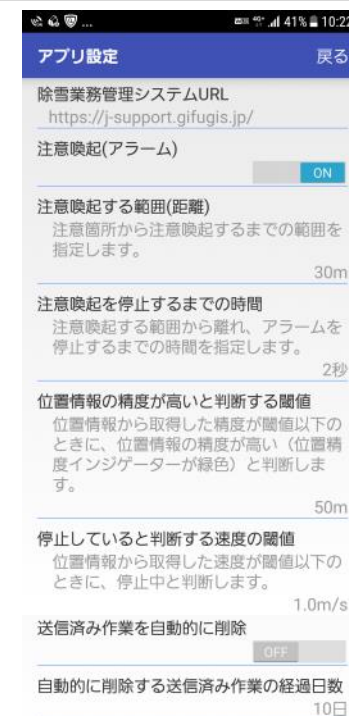 41% 10:22
アプリ設定 戻る
除雪業務管理システムURL
https://j-support.gifugis.jp/
注意喚起(アラーム)
ON
注意喚起する範囲(距離)
注意箇所から注意喚起するまでの範囲を
指定します。
30m
注意喚起を停止するまでの時間
注意喚起する範囲から離れ、アラームを
停止するまでの時間を指定します。
2秒
位置情報の精度が高いと判断する閾値
位置情報から取得した精度が閾値以下の
ときに、位置情報の精度が高い（位置精
度インジゲーターが緑色）と判断しま
す。
50m
停止していると判断する速度の閾値
位置情報から取得した速度が閾値以下の
ときに、停止中と判断します。
1.0m/s
送信済み作業を自動的に削除
OFF
自動的に削除する送信済み作業の経過日数
10日